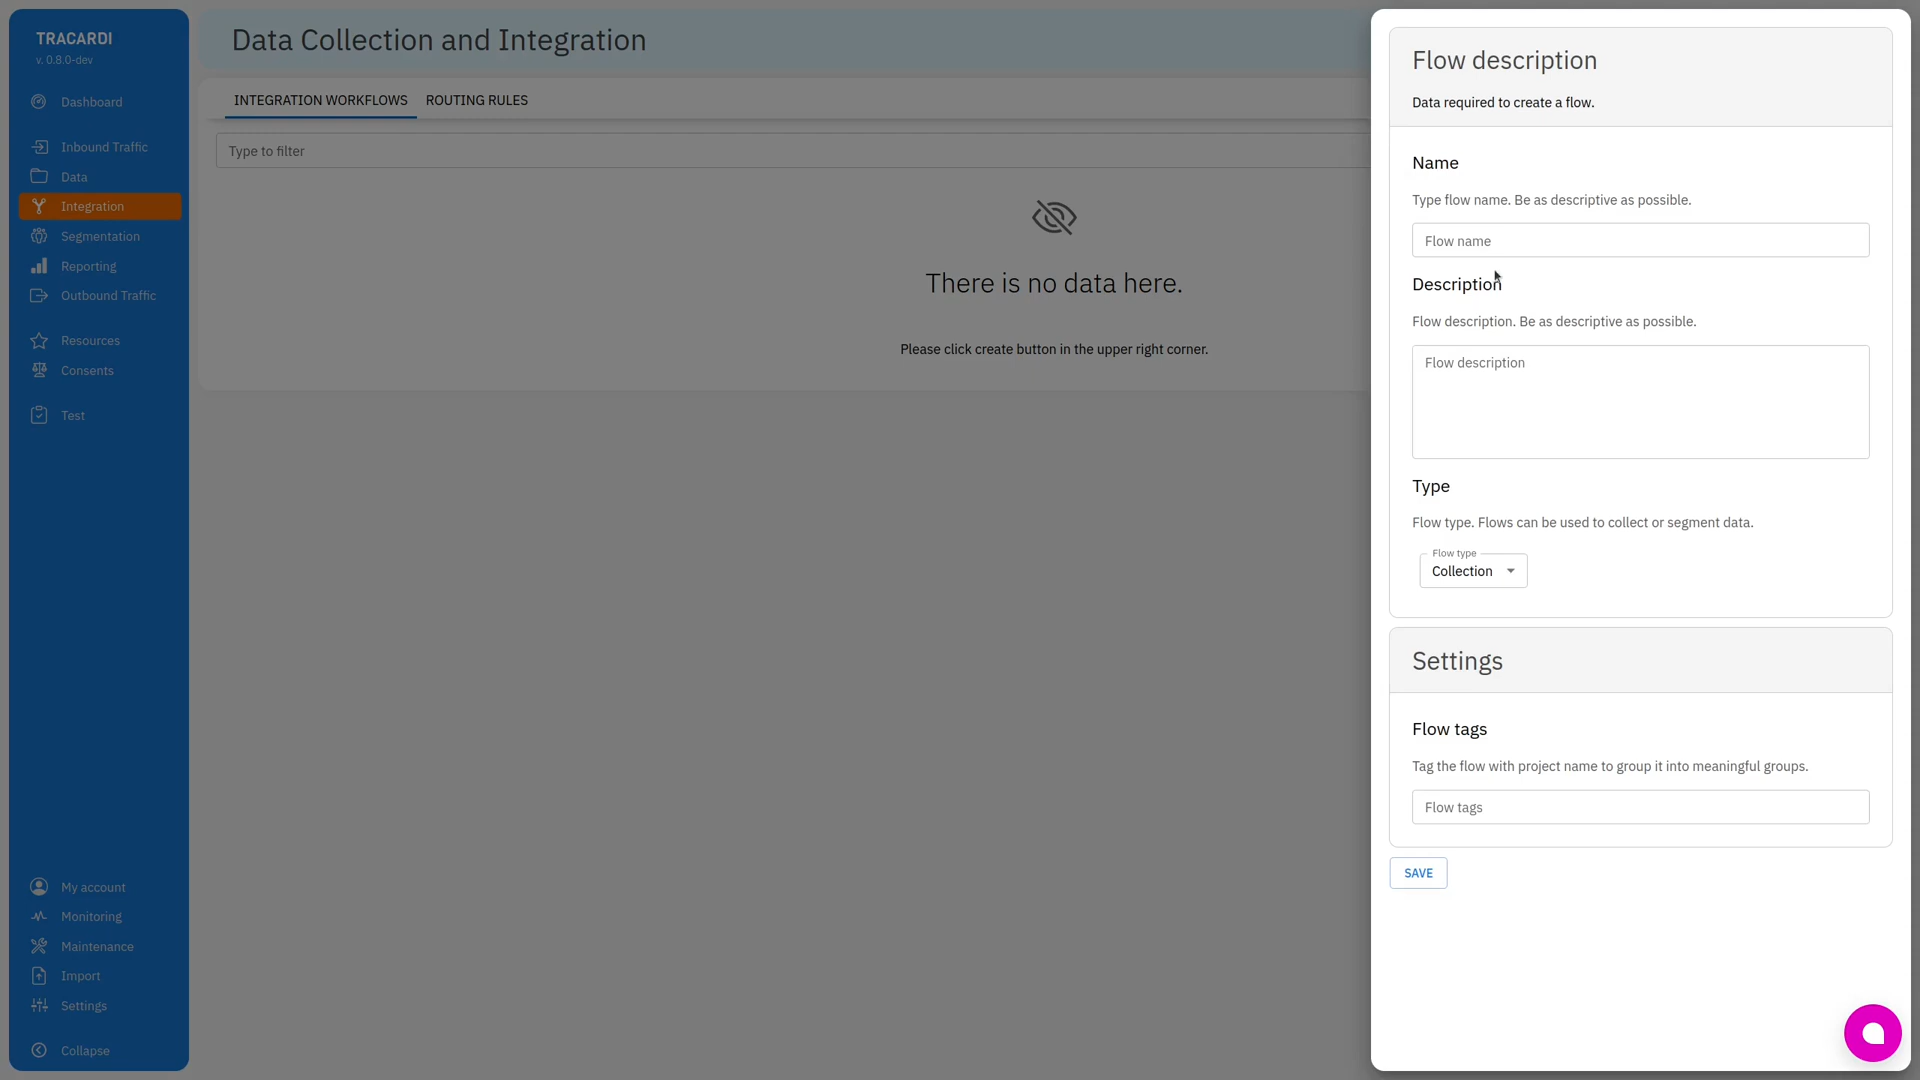 TRACARDI
v. 0.8.0-dev
Dashboard
Inbound Traffic
Data
Integration
Segmentation
Reporting
Outbound Traffic
Resources
Consents
Test
My account
Monitoring
Maintenance
Import
Settings
Collapse
Data Collection and Integration
INTEGRATION WORKFLOWS ROUTING RULES
Type to filter
There is no data here.
Please click create button in the upper right corner.
Flow description
Data required to create a flow.
Name
Type flow name. Be as descriptive as possible.
Flow name
Description
Flow description. Be as descriptive as possible.
Flow description
Type
Flow type. Flows can be used to collect or segment data.
Flow type
Collection
Settings
Flow tags
Tag the flow with project name to group it into meaningful groups.
Flow tags
SAVE